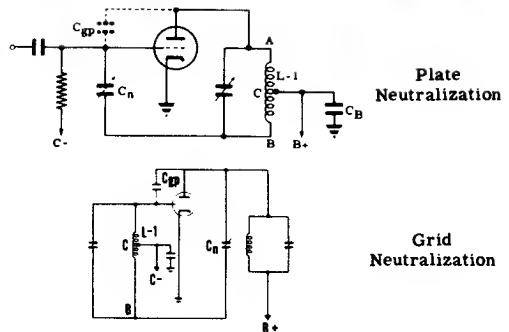 Cgp
A
L-1
Cn
C
CB
C-
B
B+
Plate
Neutralization
Cgp
L-1
C
Cn
C-
B
B+
Grid
Neutralization